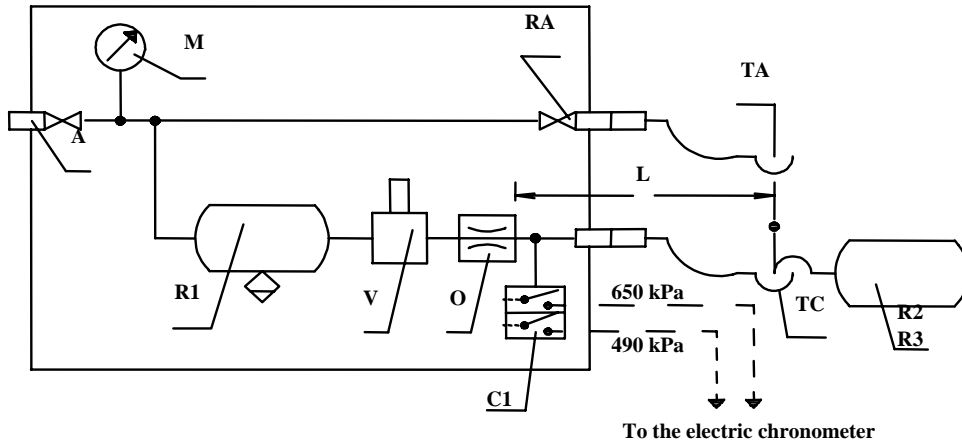 M
RA
TA
A
L
R1
V
O
650 kPa
TC
R2
R3
490 kPa
C1
To the electric chronometer